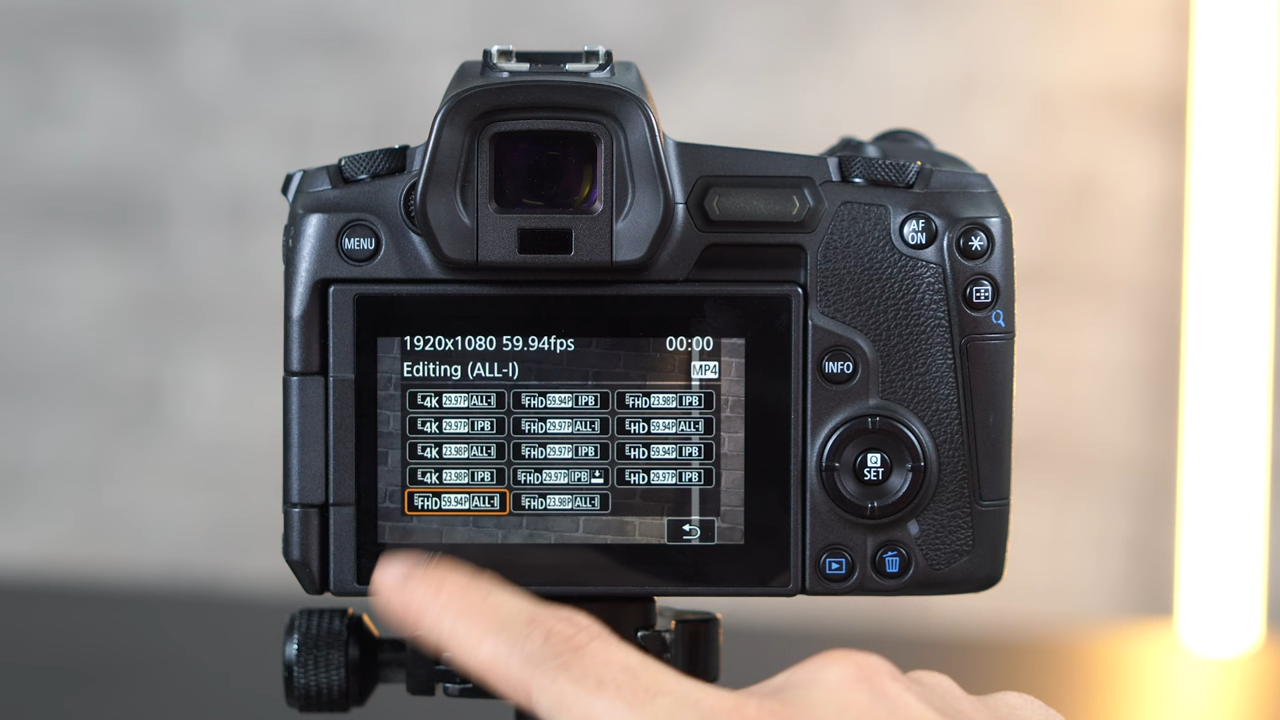 MENU
AF
ON
1920x1080 59.94fps 00:00
Editing (ALL-I)
MP4
4K 29.97P ALL-I
FHD 59.94P IPB
FHD 23.98P IPB
4K 29.97P IPB
FHD 29.97P ALL-I
HD 59.94P ALL-I
4K 23.98P ALL-I
FHD 29.97P IPB
HD 59.94P IPB
4K 23.98P IPB
FHD 29.97P IPB
HD 29.97P IPB
FHD 59.94P ALL-I
FHD 23.98P ALL-I
INFO
Q
SET